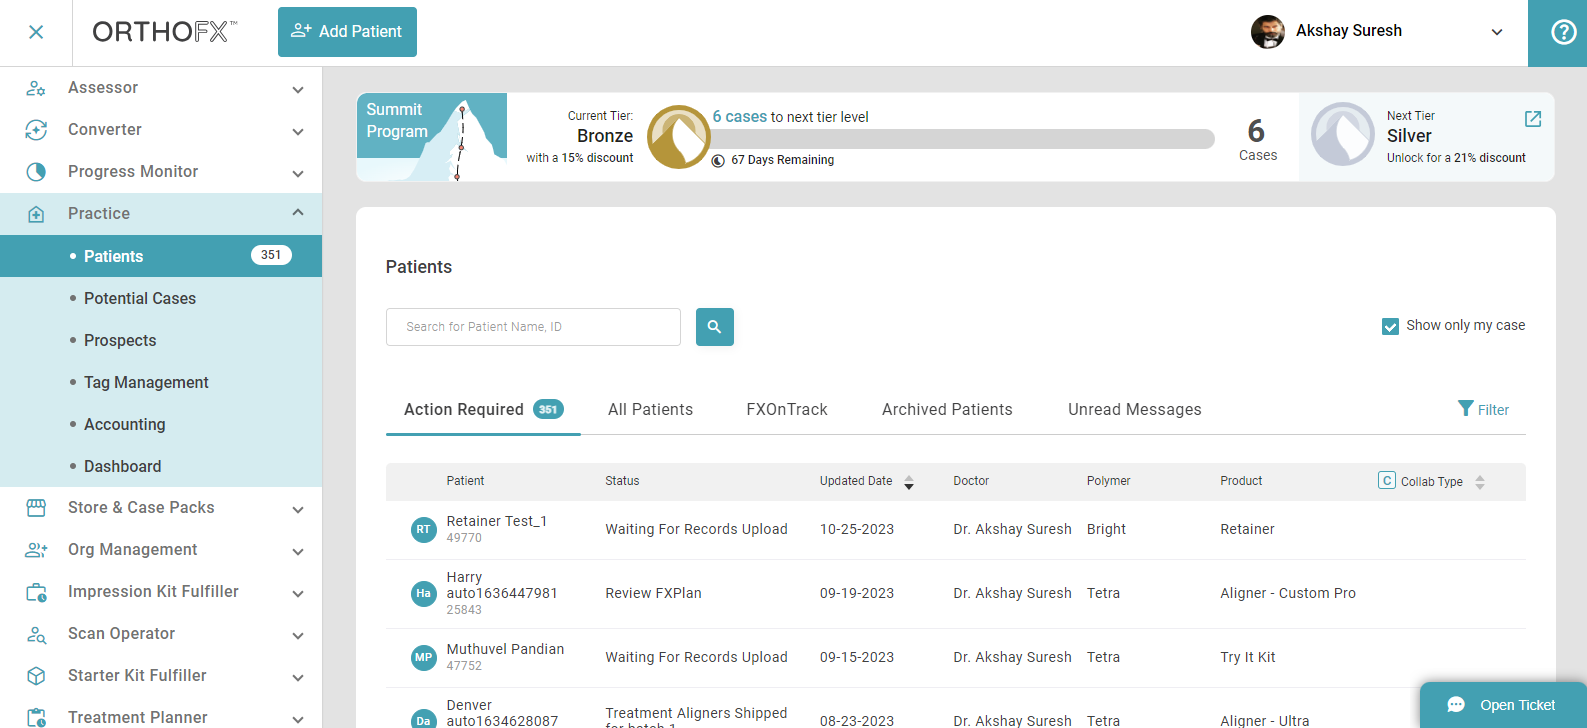 ORTHOFX™
Add Patient
Akshay Suresh
Assessor
Converter
Progress Monitor
Practice
Patients 351
Potential Cases
Prospects
Tag Management
Accounting
Dashboard
Store & Case Packs
Org Management
Impression Kit Fulfiller
Scan Operator
Starter Kit Fulfiller
Treatment Planner
Summit
Program
Current Tier:
Bronze
with a 15% discount
6 cases to next tier level
67 Days Remaining
6
Cases
Next Tier
Silver
Unlock for a 21% discount
Patients
Search for Patient Name, ID
Show only my case
Action Required 351 All Patients FXOnTrack Archived Patients Unread Messages Filter
Patient Status Updated Date Doctor Polymer Product C Collab Type
RT Retainer Test_1 Waiting For Records Upload 10-25-2023 Dr. Akshay Suresh Bright Retainer
49770
Harry
Ha auto1636447981 Review FXPlan 09-19-2023 Dr. Akshay Suresh Tetra Aligner - Custom Pro
25843
MP Muthuvel Pandian Waiting For Records Upload 09-15-2023 Dr. Akshay Suresh Tetra Try It Kit
47752
Denver
Da auto1634628087 Treatment Aligners Shipped 08-23-2023 Dr. Akshay Suresh Tetra Aligner - Ultra
for batch 1
Open Ticket